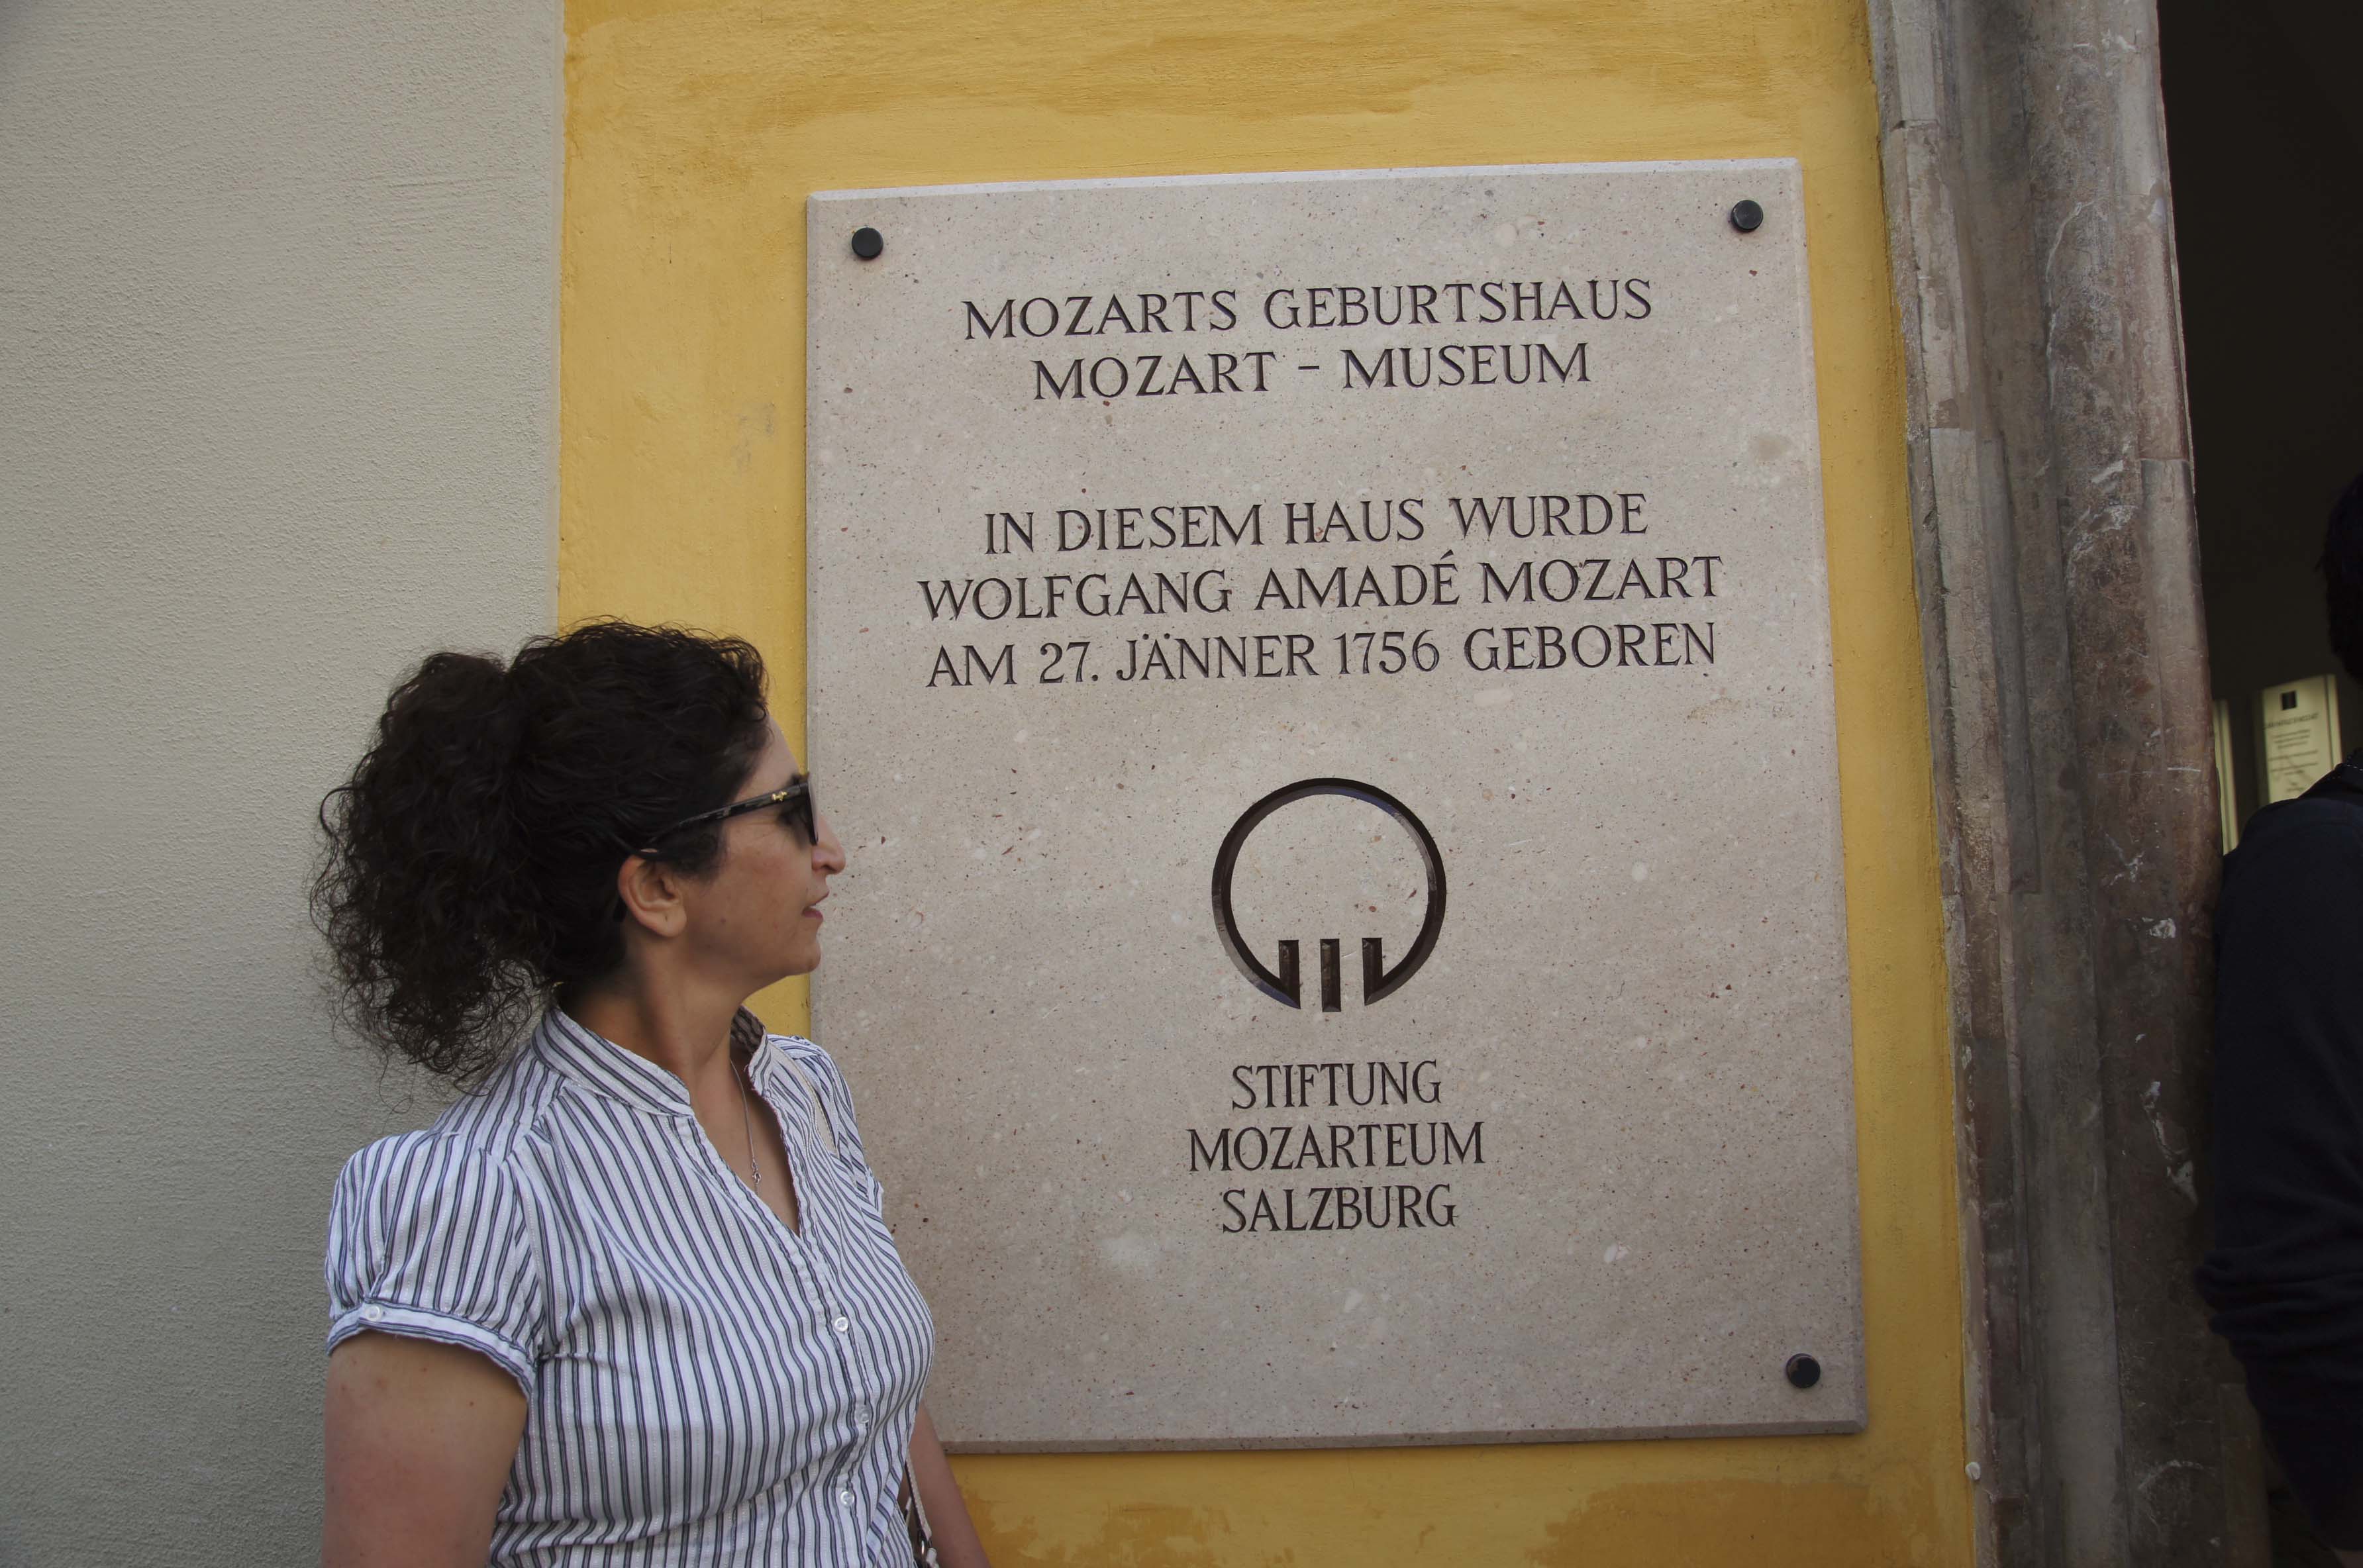 MOZARTS GEBURTSHAUS
MOZART - MUSEUM
IN DIESEM HAUS WURDE
WOLFGANG AMADÉ MOZART
AM 27. JÄNNER 1756 GEBOREN
STIFTUNG
MOZARTEUM
SALZBURG